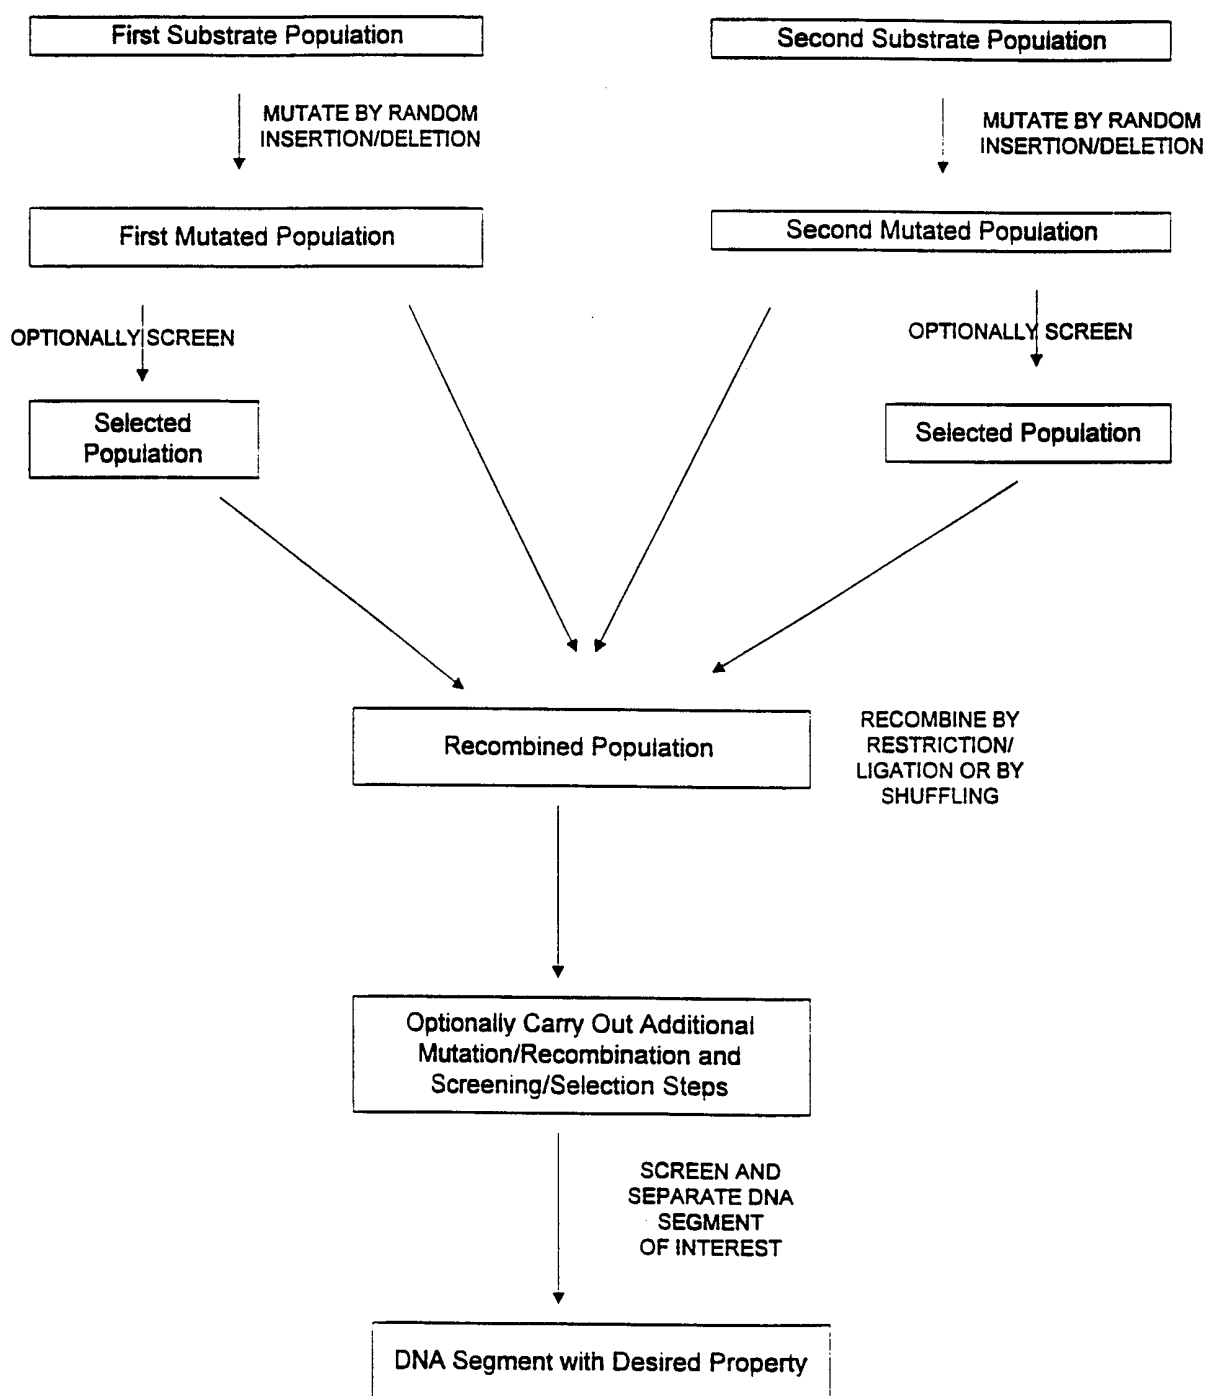 First Substrate Population
Second Substrate Population
MUTATE BY RANDOM
INSERTION/DELETION
MUTATE BY RANDOM
INSERTION/DELETION
First Mutated Population
Second Mutated Population
OPTIONALLY SCREEN
OPTIONALLY SCREEN
Selected
Population
Selected Population
Recombined Population
RECOMBINE BY
RESTRICTION/
LIGATION OR BY
SHUFFLING
Optionally Carry Out Additional
Mutation/Recombination and
Screening/Selection Steps
SCREEN AND
SEPARATE DNA
SEGMENT
OF INTEREST
DNA Segment with Desired Property